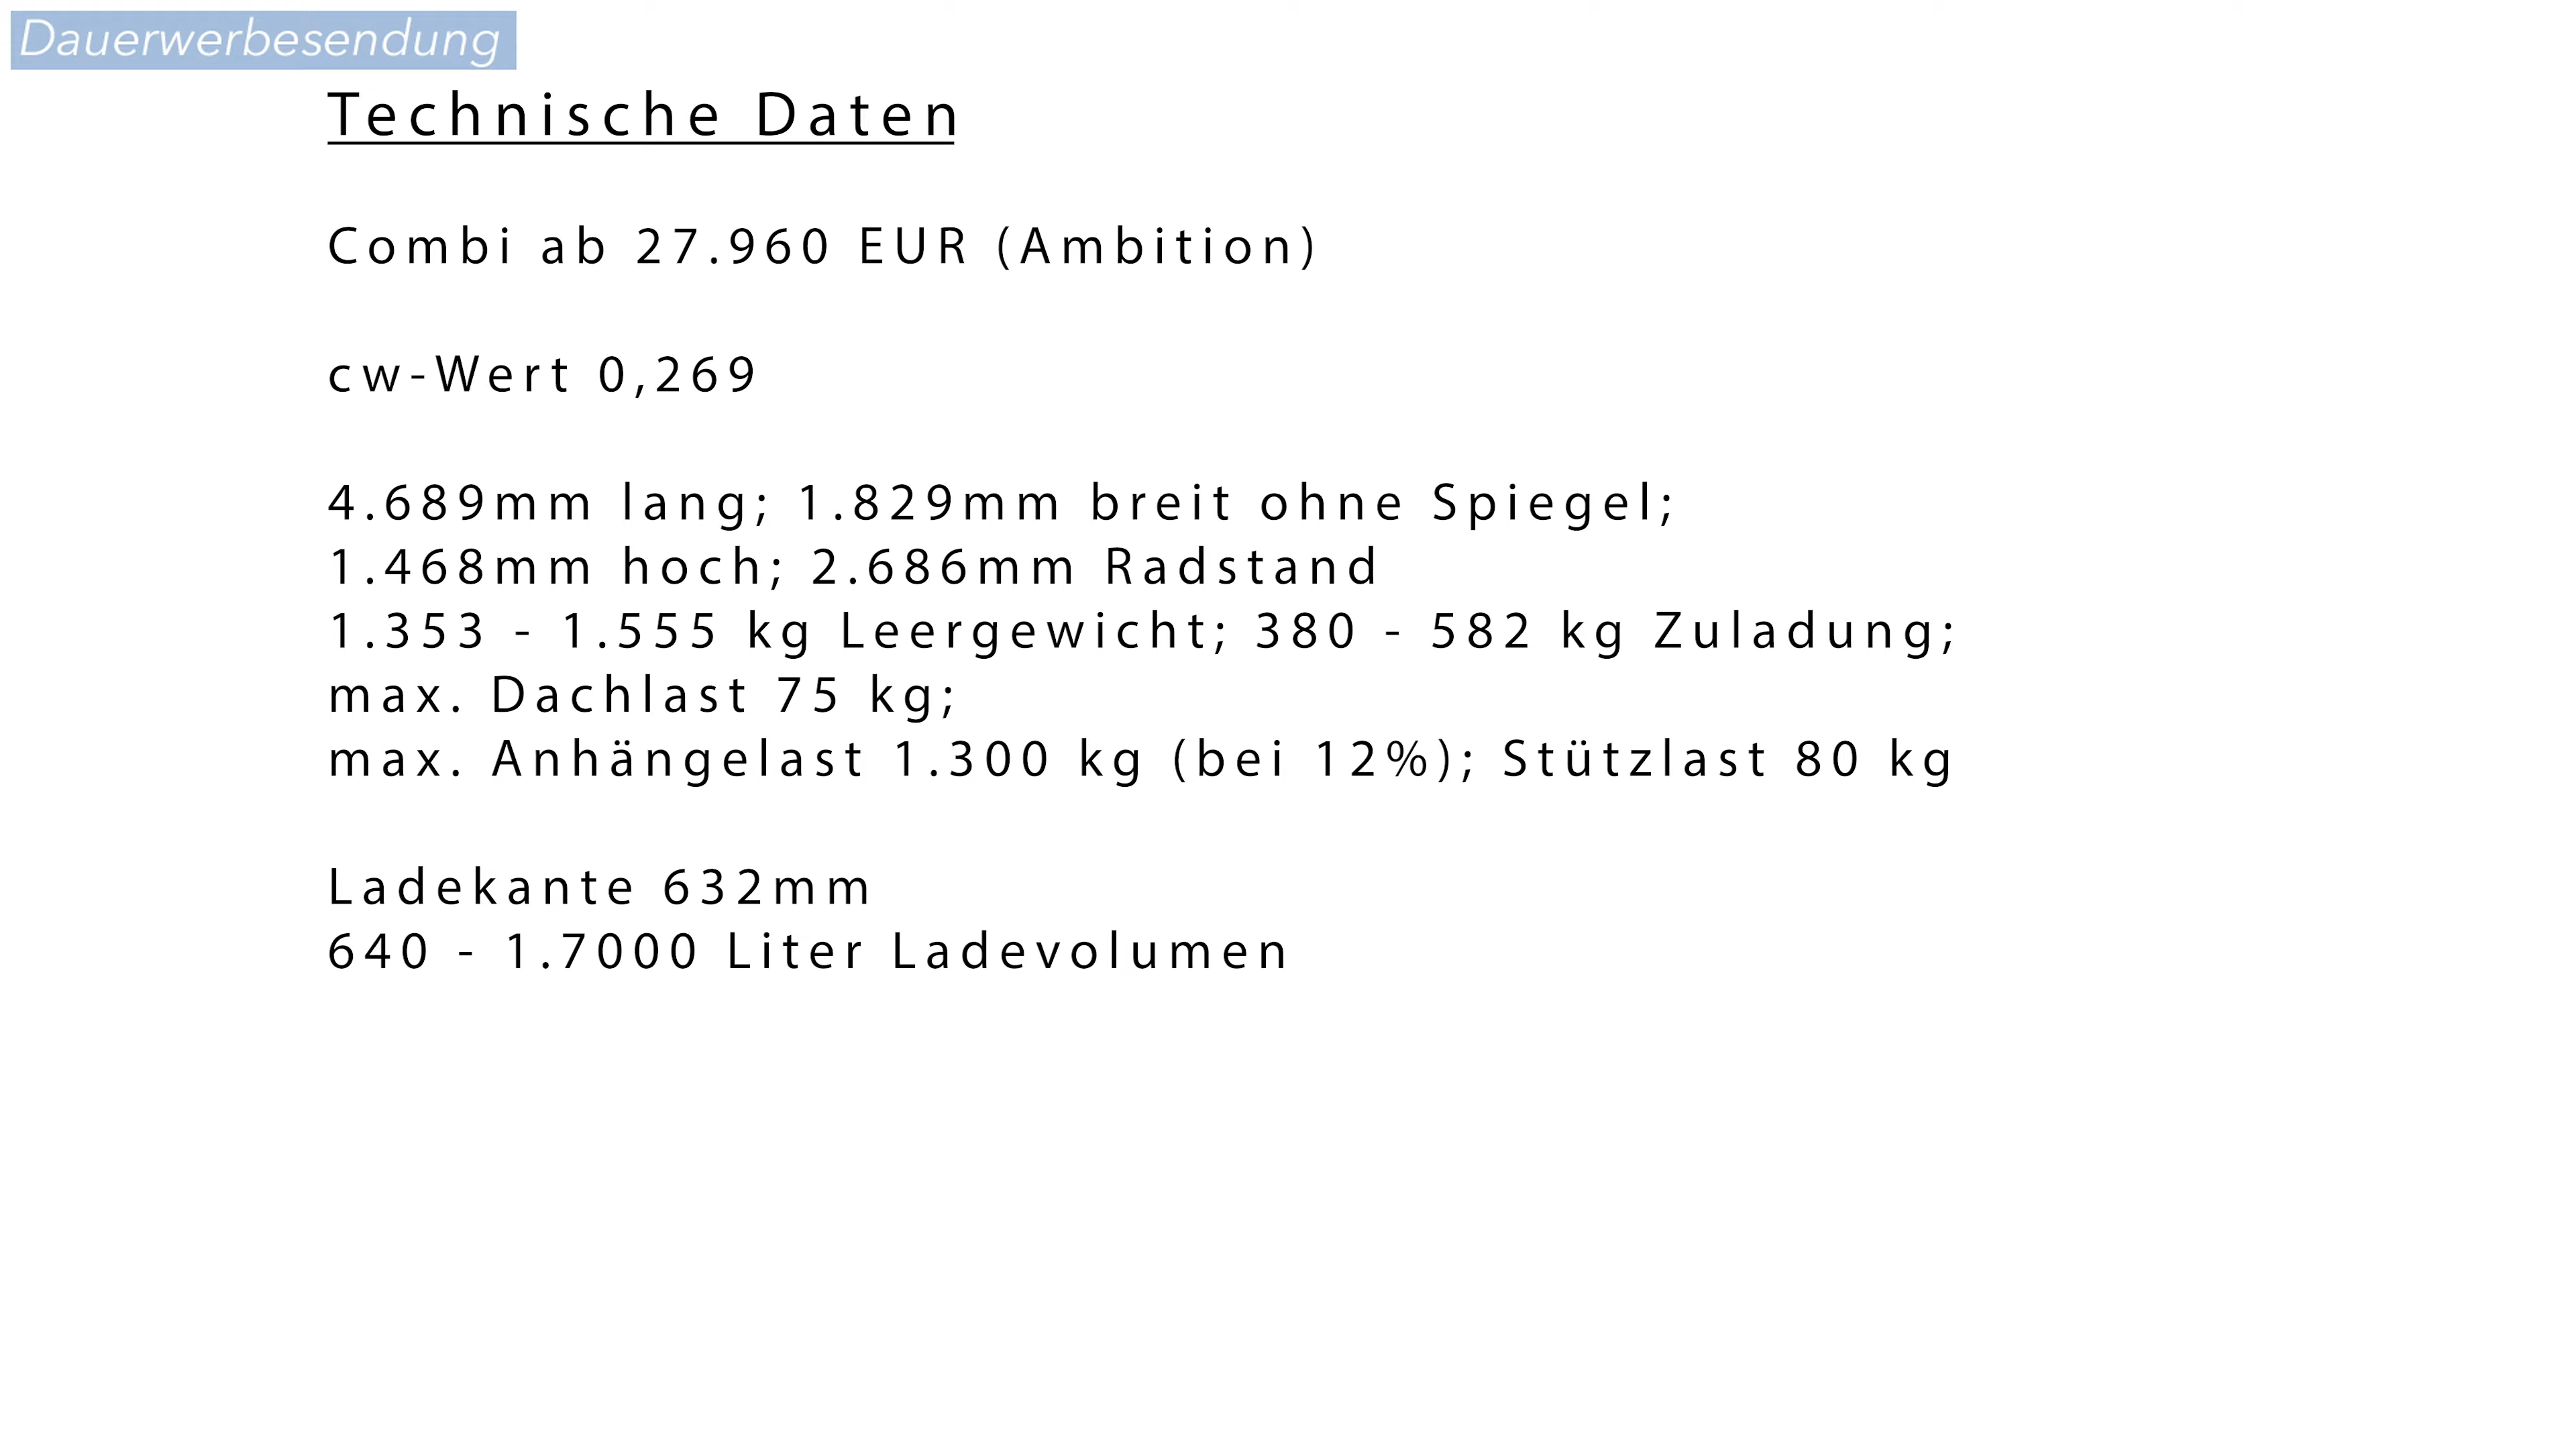 Dauerwerbesendung
Technische Daten
Combi ab 27.960 EUR (Ambition)
cw-Wert 0,269
4.689mm lang; 1.829mm breit ohne Spiegel;
1.468mm hoch; 2.686mm Radstand
1.353 - 1.555 kg Leergewicht; 380 - 582 kg Zuladung;
max. Dachlast 75 kg;
max. Anhängelast 1.300 kg (bei 12%); Stützlast 80 kg
Ladekante 632mm
640 - 1.7000 Liter Ladevolumen